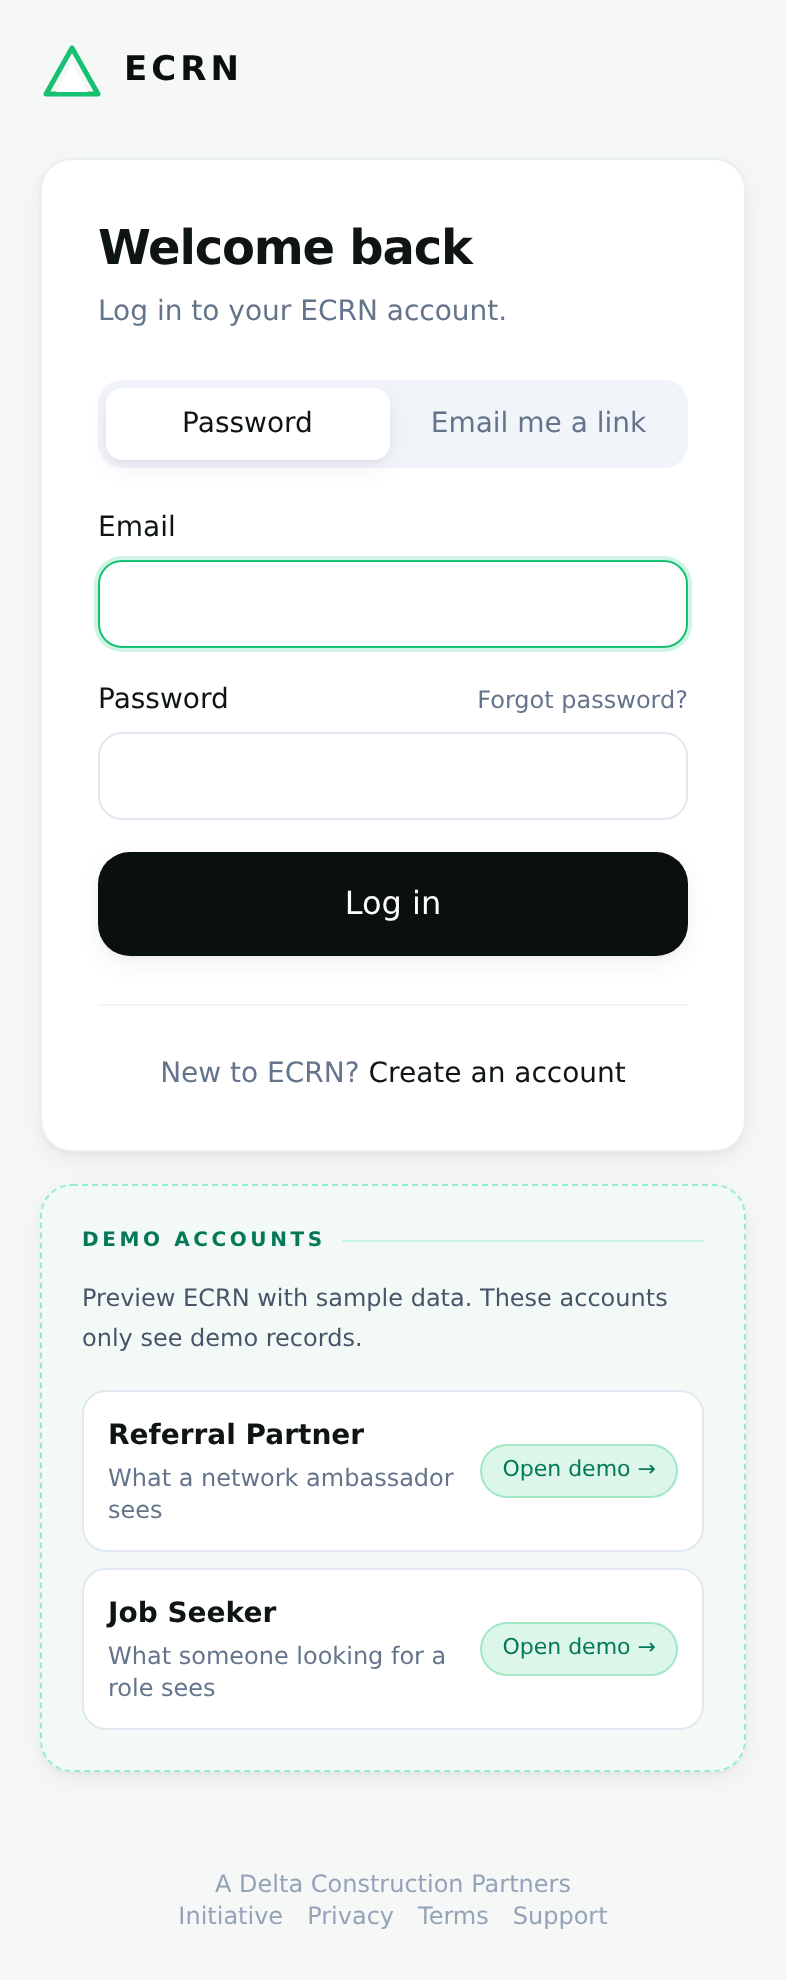 ECRN
Welcome back
Log in to your ECRN account.
Password
Email me a link
Email
Password
Forgot password?
Log in
New to ECRN? Create an account
DEMO ACCOUNTS
Preview ECRN with sample data. These accounts
only see demo records.
Referral Partner
What a network ambassador
sees
Open demo →
Job Seeker
What someone looking for a
role sees
Open demo →
A Delta Construction Partners
Initiative Privacy Terms Support